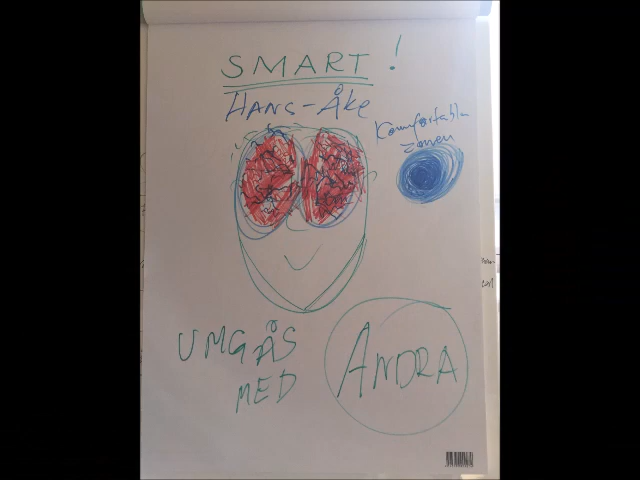 SMART!
HANS-ÅKE
Komfortabla
zonen
UMGÅS
MED
ANDRA